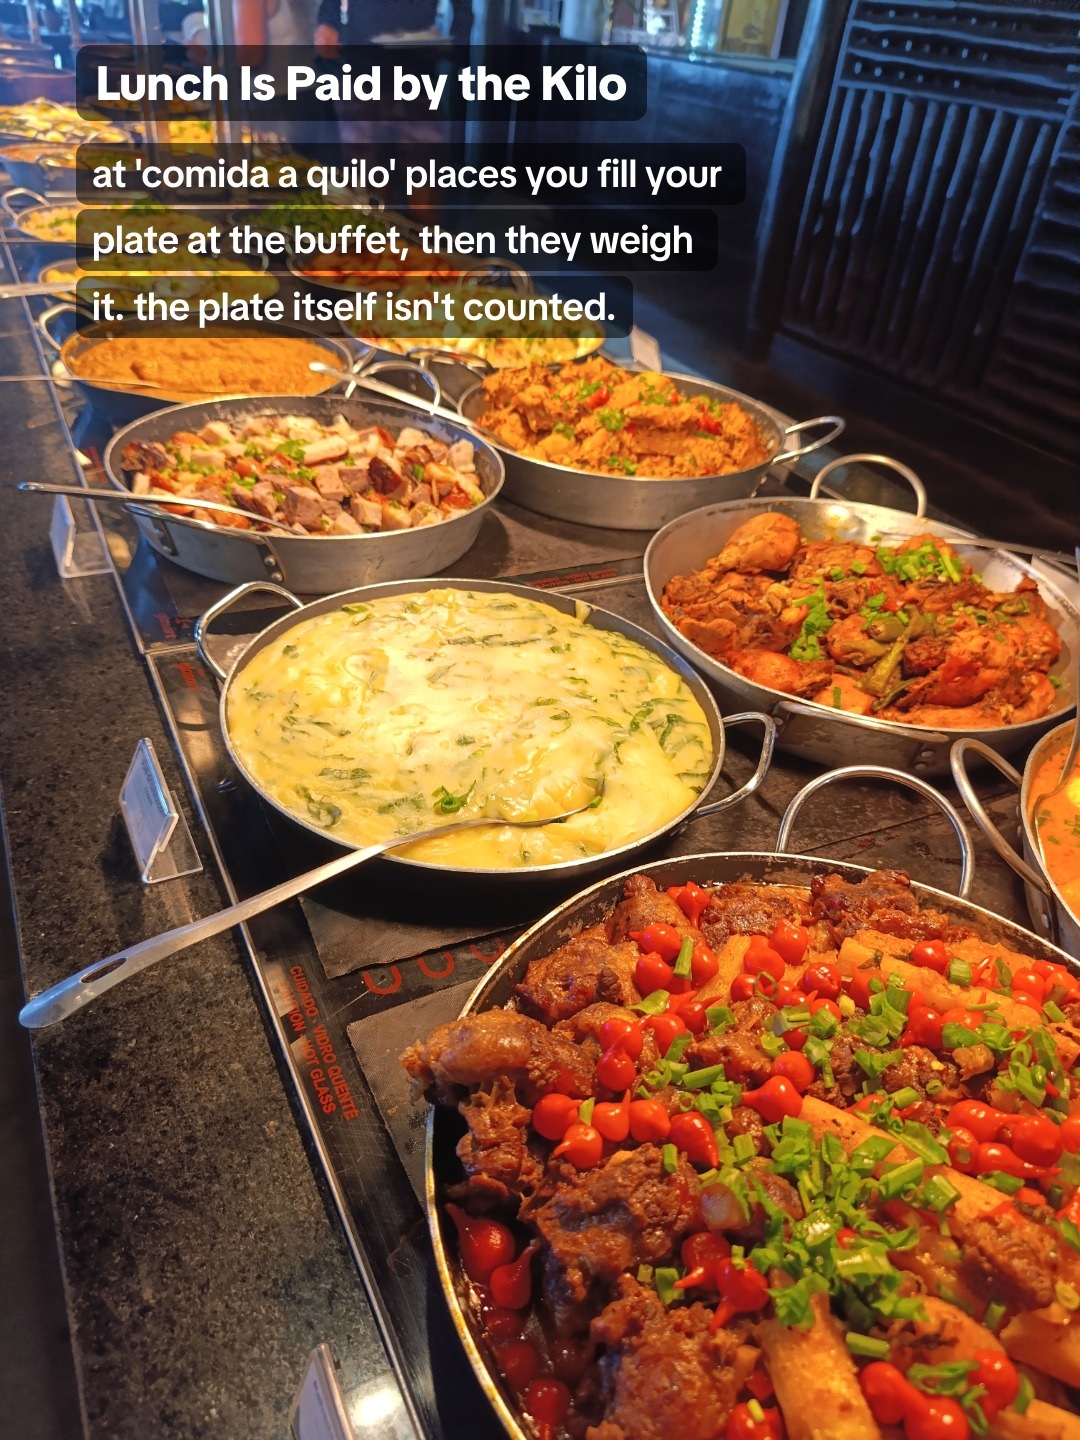 Lunch Is Paid by the Kilo
at 'comida a quilo' places you fill your
plate at the buffet, then they weigh
it. the plate itself isn't counted.
CUIDADO: VIDRO QUENTE
CAUTION: HOT GLASS